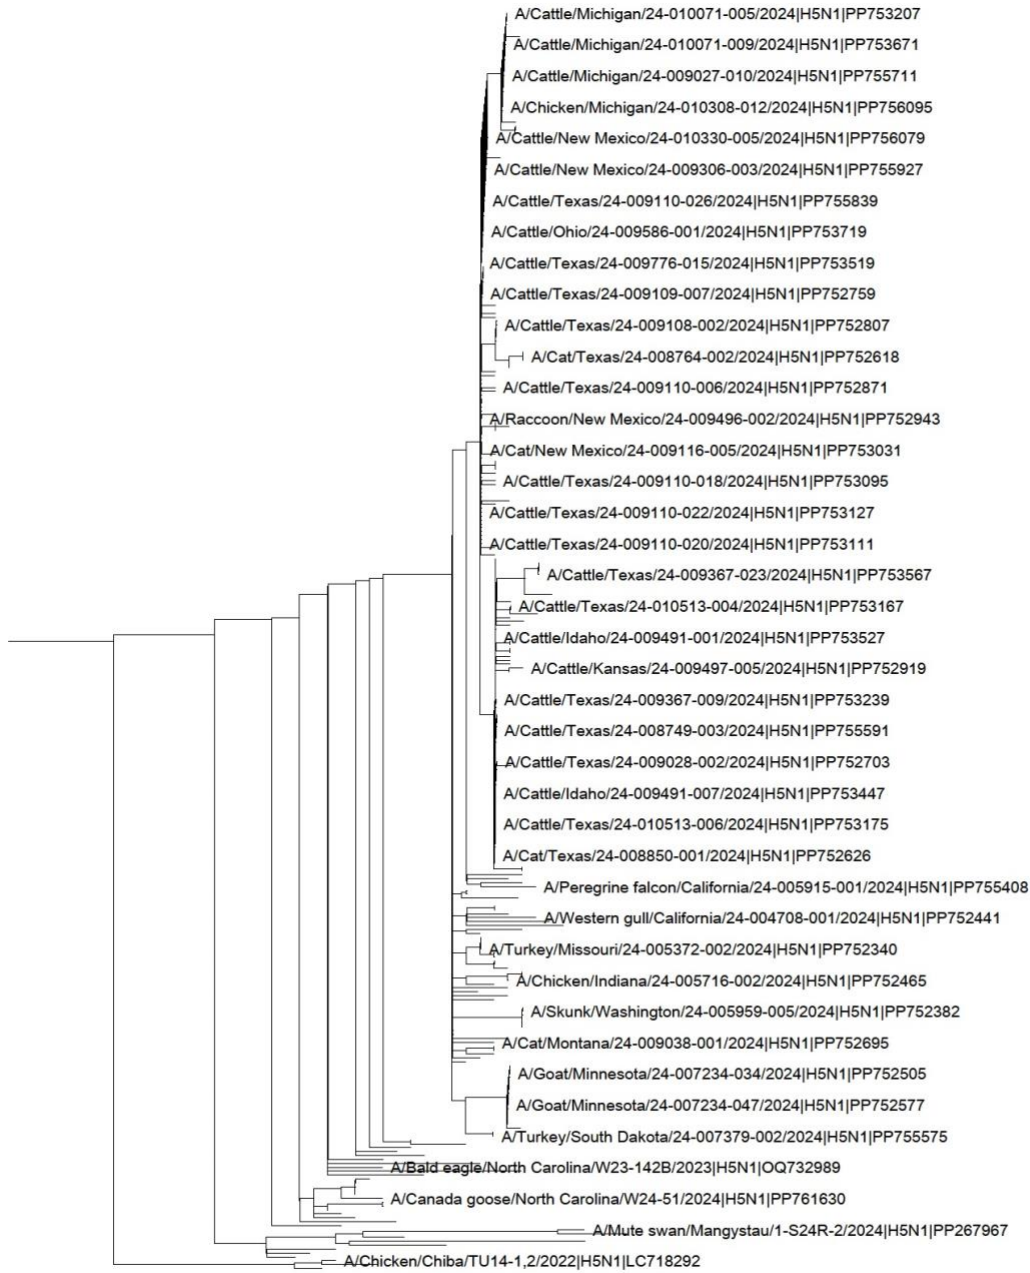 A/Cattle/Michigan/24-010071-005/2024|H5N1|PP753207
A/Cattle/Michigan/24-010071-009/2024|H5N1|PP753671
A/Cattle/Michigan/24-009027-010/2024|H5N1|PP755711
A/Chicken/Michigan/24-010308-012/2024|H5N1|PP756095
A/Cattle/New Mexico/24-010330-005/2024|H5N1|PP756079
A/Cattle/New Mexico/24-009306-003/2024|H5N1|PP755927
A/Cattle/Texas/24-009110-026/2024|H5N1|PP755839
A/Cattle/Ohio/24-009586-001/2024|H5N1|PP753719
A/Cattle/Texas/24-009776-015/2024|H5N1|PP753519
A/Cattle/Texas/24-009109-007/2024|H5N1|PP752759
A/Cattle/Texas/24-009108-002/2024|H5N1|PP752807
A/Cat/Texas/24-008764-002/2024|H5N1|PP752618
A/Cattle/Texas/24-009110-006/2024|H5N1|PP752871
A/Raccoon/New Mexico/24-009496-002/2024|H5N1|PP752943
A/Cat/New Mexico/24-009116-005/2024|H5N1|PP753031
A/Cattle/Texas/24-009110-018/2024|H5N1|PP753095
A/Cattle/Texas/24-009110-022/2024|H5N1|PP753127
A/Cattle/Texas/24-009110-020/2024|H5N1|PP753111
A/Cattle/Texas/24-009367-023/2024|H5N1|PP753567
A/Cattle/Texas/24-010513-004/2024|H5N1|PP753167
A/Cattle/Idaho/24-009491-001/2024|H5N1|PP753527
A/Cattle/Kansas/24-009497-005/2024|H5N1|PP752919
A/Cattle/Texas/24-009367-009/2024|H5N1|PP753239
A/Cattle/Texas/24-008749-003/2024|H5N1|PP755591
A/Cattle/Texas/24-009028-002/2024|H5N1|PP752703
A/Cattle/Idaho/24-009491-007/2024|H5N1|PP753447
A/Cattle/Texas/24-010513-006/2024|H5N1|PP753175
A/Cat/Texas/24-008850-001/2024|H5N1|PP752626
A/Peregrine falcon/California/24-005915-001/2024|H5N1|PP755408
A/Western gull/California/24-004708-001/2024|H5N1|PP752441
A/Turkey/Missouri/24-005372-002/2024|H5N1|PP752340
A/Chicken/Indiana/24-005716-002/2024|H5N1|PP752465
A/Skunk/Washington/24-005959-005/2024|H5N1|PP752382
A/Cat/Montana/24-009038-001/2024|H5N1|PP752695
A/Goat/Minnesota/24-007234-034/2024|H5N1|PP752505
A/Goat/Minnesota/24-007234-047/2024|H5N1|PP752577
A/Turkey/South Dakota/24-007379-002/2024|H5N1|PP755575
A/Bald eagle/North Carolina/W23-142B/2023|H5N1|OQ732989
A/Canada goose/North Carolina/W24-51/2024|H5N1|PP761630
A/Mute swan/Mangystau/1-S24R-2/2024|H5N1|PP267967
A/Chicken/Chiba/TU14-1,2/2022|H5N1|LC718292